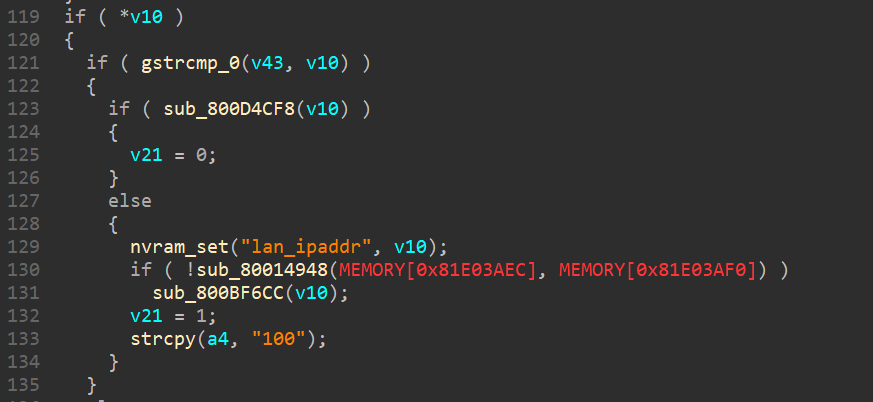 119 if ( *v10 )
120 {
121 if ( gstrcmp_0(v43, v10) )
122 {
123 if ( sub_800D4CF8(v10) )
124 {
125 v21 = 0;
126 }
127 else
128 {
129 nvram_set("lan_ipaddr", v10);
130 if ( !sub_80014948(MEMORY[0x81E03AEC], MEMORY[0x81E03AF0]) )
131 sub_800BF6CC(v10);
132 v21 = 1;
133 strcpy(a4, "100");
134 }
135 }